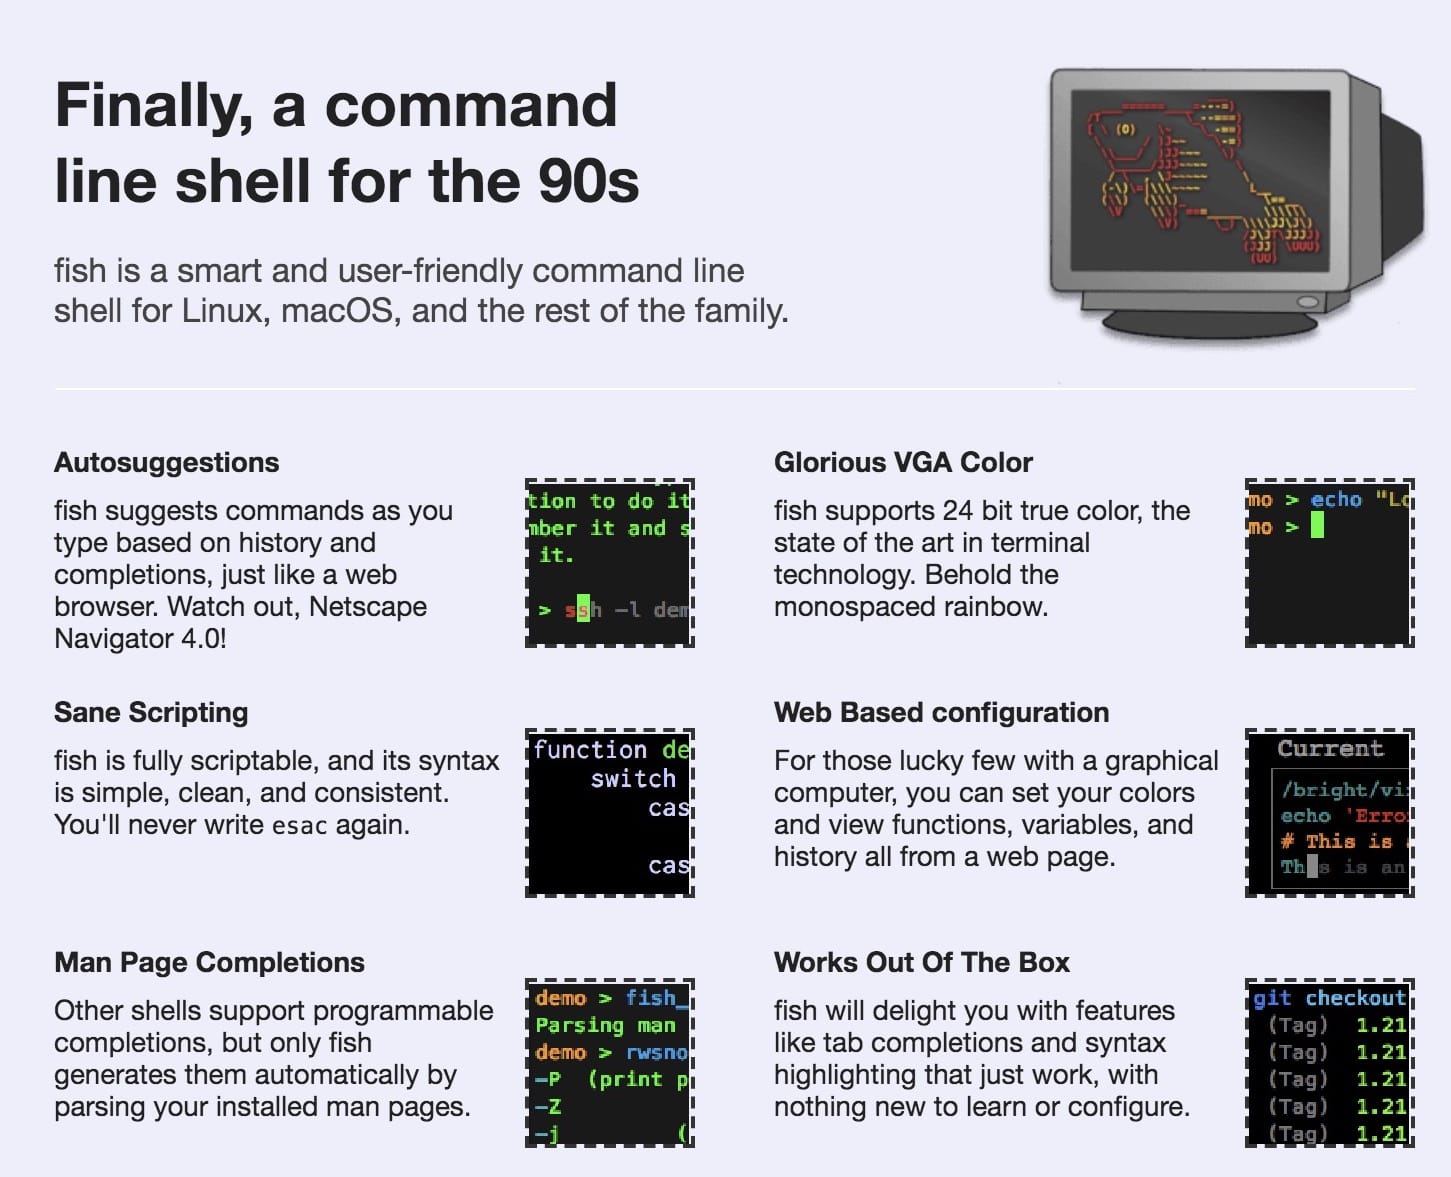 Finally, a command
line shell for the 90s
fish is a smart and user-friendly command line
shell for Linux, macOS, and the rest of the family.
Autosuggestions
fish suggests commands as you
type based on history and
completions, just like a web
browser. Watch out, Netscape
Navigator 4.0!
tion to do it
mber it and s
it.
> ssh -l dem
Glorious VGA Color
fish supports 24 bit true color, the
state of the art in terminal
technology. Behold the
monospaced rainbow.
mo > echo "Lo
mo >
Sane Scripting
fish is fully scriptable, and its syntax
is simple, clean, and consistent.
You'll never write esac again.
function de
switch
cas
cas
Web Based configuration
For those lucky few with a graphical
computer, you can set your colors
and view functions, variables, and
history all from a web page.
Current
/bright/vi
echo 'Erro
# This is
This is an
Man Page Completions
Other shells support programmable
completions, but only fish
generates them automatically by
parsing your installed man pages.
demo > fish_
Parsing man
demo > rwsno
-P (print p
-Z
-j (
Works Out Of The Box
fish will delight you with features
like tab completions and syntax
highlighting that just work, with
nothing new to learn or configure.
git checkout
(Tag) 1.21
(Tag) 1.21
(Tag) 1.21
(Tag) 1.21
(Tag) 1.21